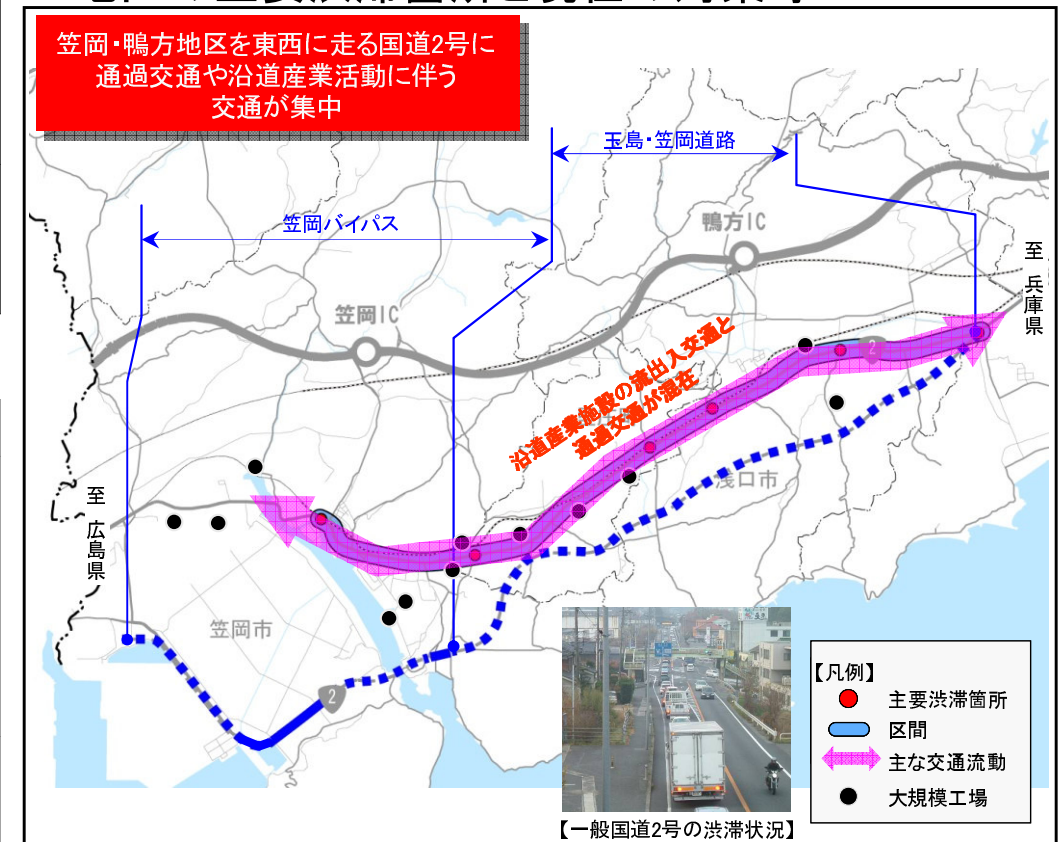 笠岡・鴨方地区を東西に走る国道2号に
通過交通や沿道産業活動に伴う
交通が集中
玉島・笠岡道路
笠岡バイパス
鴨方IC
至 兵庫県
笠岡IC
沿道産業施設の流出入交通と
通過交通が混在
2
浅口市
至 広島県
笠岡市
2
【凡例】
主要渋滞箇所
区間
主な交通流動
大規模工場
【一般国道2号の渋滞状況】